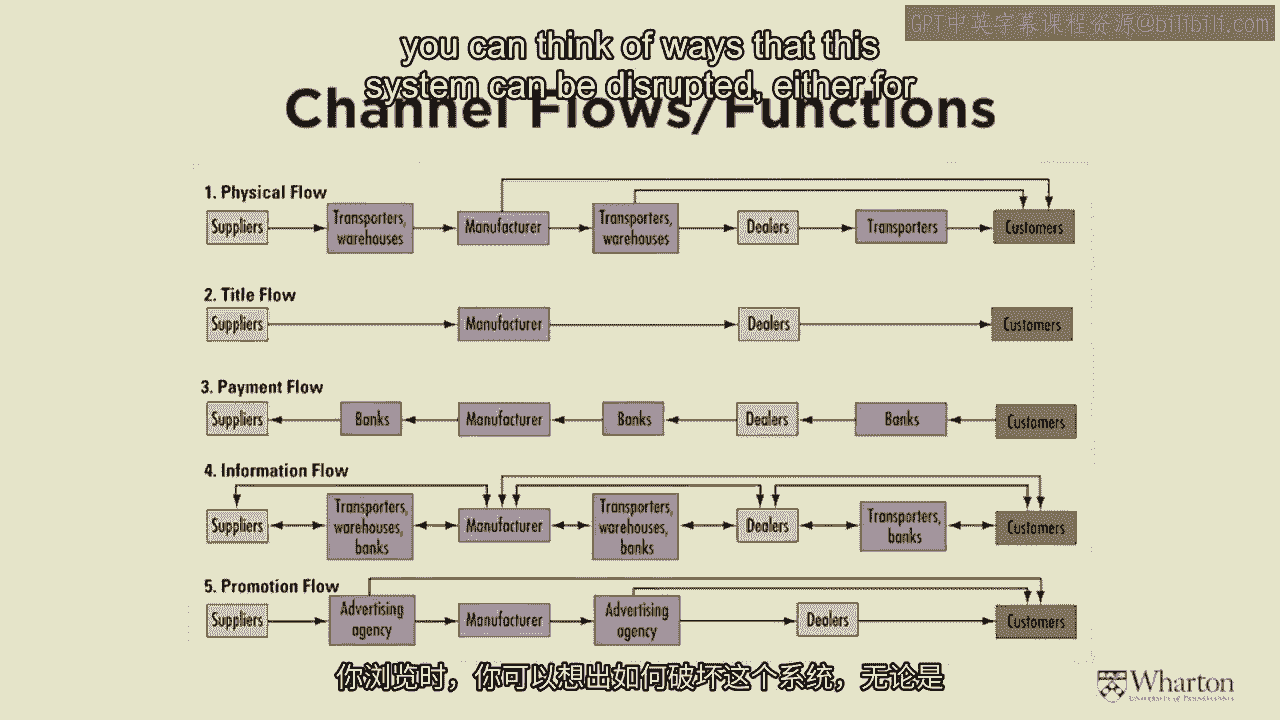 GPT中英字幕课程资源@bilibili.com
you can think of ways that this
system can be disrupted, either for
Channel Flows/Functions
1. Physical Flow
Suppliers
Transporters,
warehouses
Manufacturer
Transporters,
warehouses
Dealers
Transporters
Customers
2. Title Flow
Suppliers
Manufacturer
Dealers
Customers
3. Payment Flow
Suppliers
Banks
Manufacturer
Banks
Dealers
Banks
Customers
4. Information Flow
Suppliers
Transporters,
warehouses,
banks
Manufacturer
Transporters,
warehouses,
banks
Dealers
Transporters,
banks
Customers
5. Promotion Flow
Suppliers
Advertising
agency
Manufacturer
Advertising
agency
Dealers
Customers
你浏览时，你可以想出如何破坏这个系统，无论是
Wharton
University of Pennsylvania